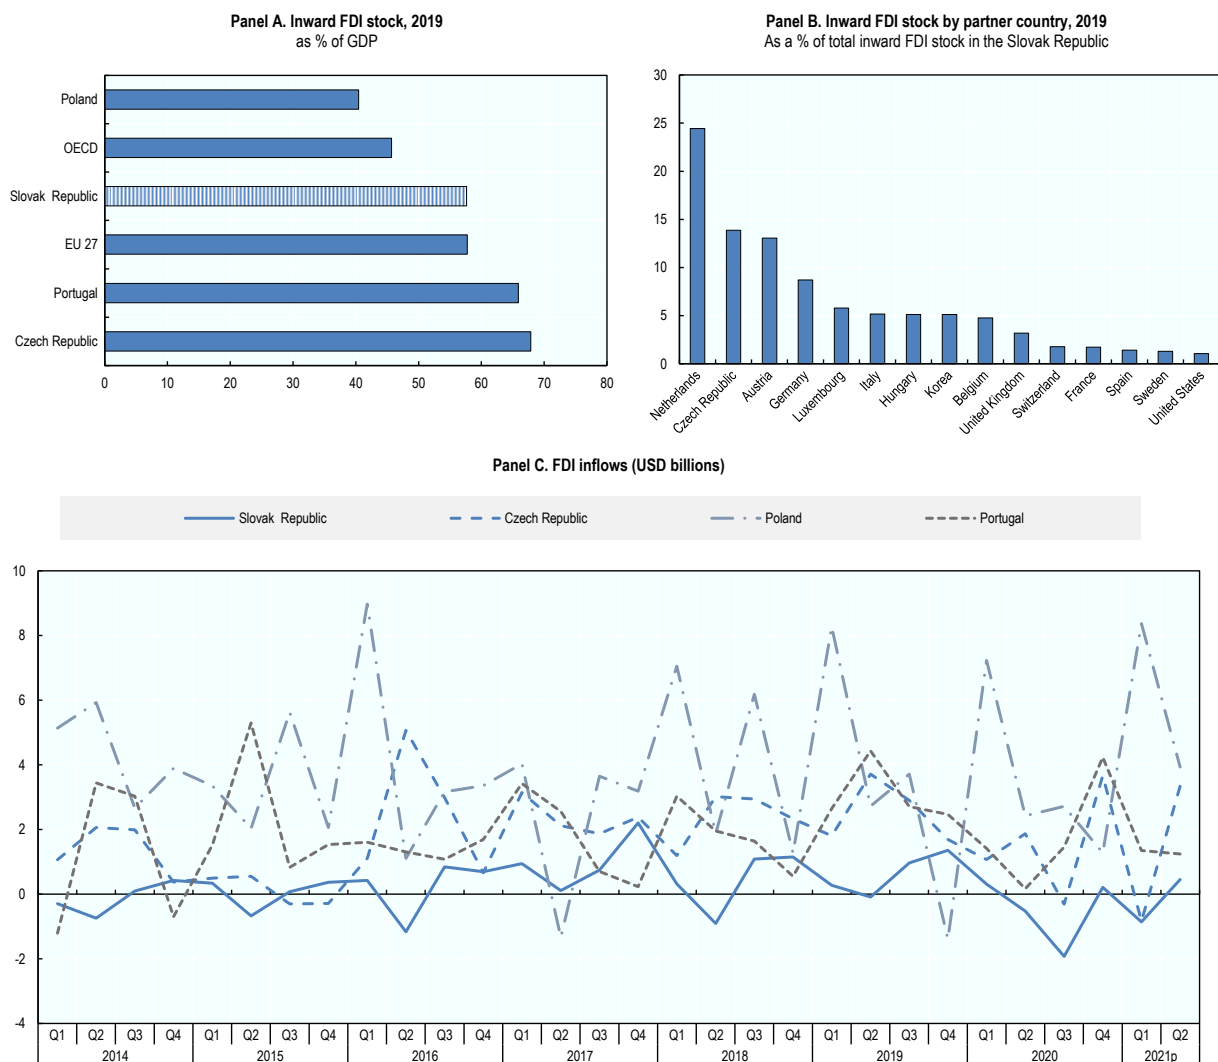 Panel A. Inward FDI stock, 2019
as % of GDP
Poland
OECD
Slovak Republic
EU 27
Portugal
Czech Republic
0 10 20 30 40 50 60 70 80
Panel B. Inward FDI stock by partner country, 2019
As a % of total inward FDI stock in the Slovak Republic
30
25
20
15
10
5
0
Netherlands
Czech Republic
Austria
Germany
Luxembourg
Italy
Hungary
Korea
Belgium
United Kingdom
Switzerland
France
Spain
Sweden
United States
Panel C. FDI inflows (USD billions)
Slovak Republic Czech Republic Poland Portugal
10
8
6
4
2
0
-2
-4
Q1 Q2 Q3 Q4 Q1 Q2 Q3 Q4 Q1 Q2 Q3 Q4 Q1 Q2 Q3 Q4 Q1 Q2 Q3 Q4 Q1 Q2 Q3 Q4 Q1 Q2 Q3 Q4 Q1 Q2
2014 2015 2016 2017 2018 2019 2020 2021p